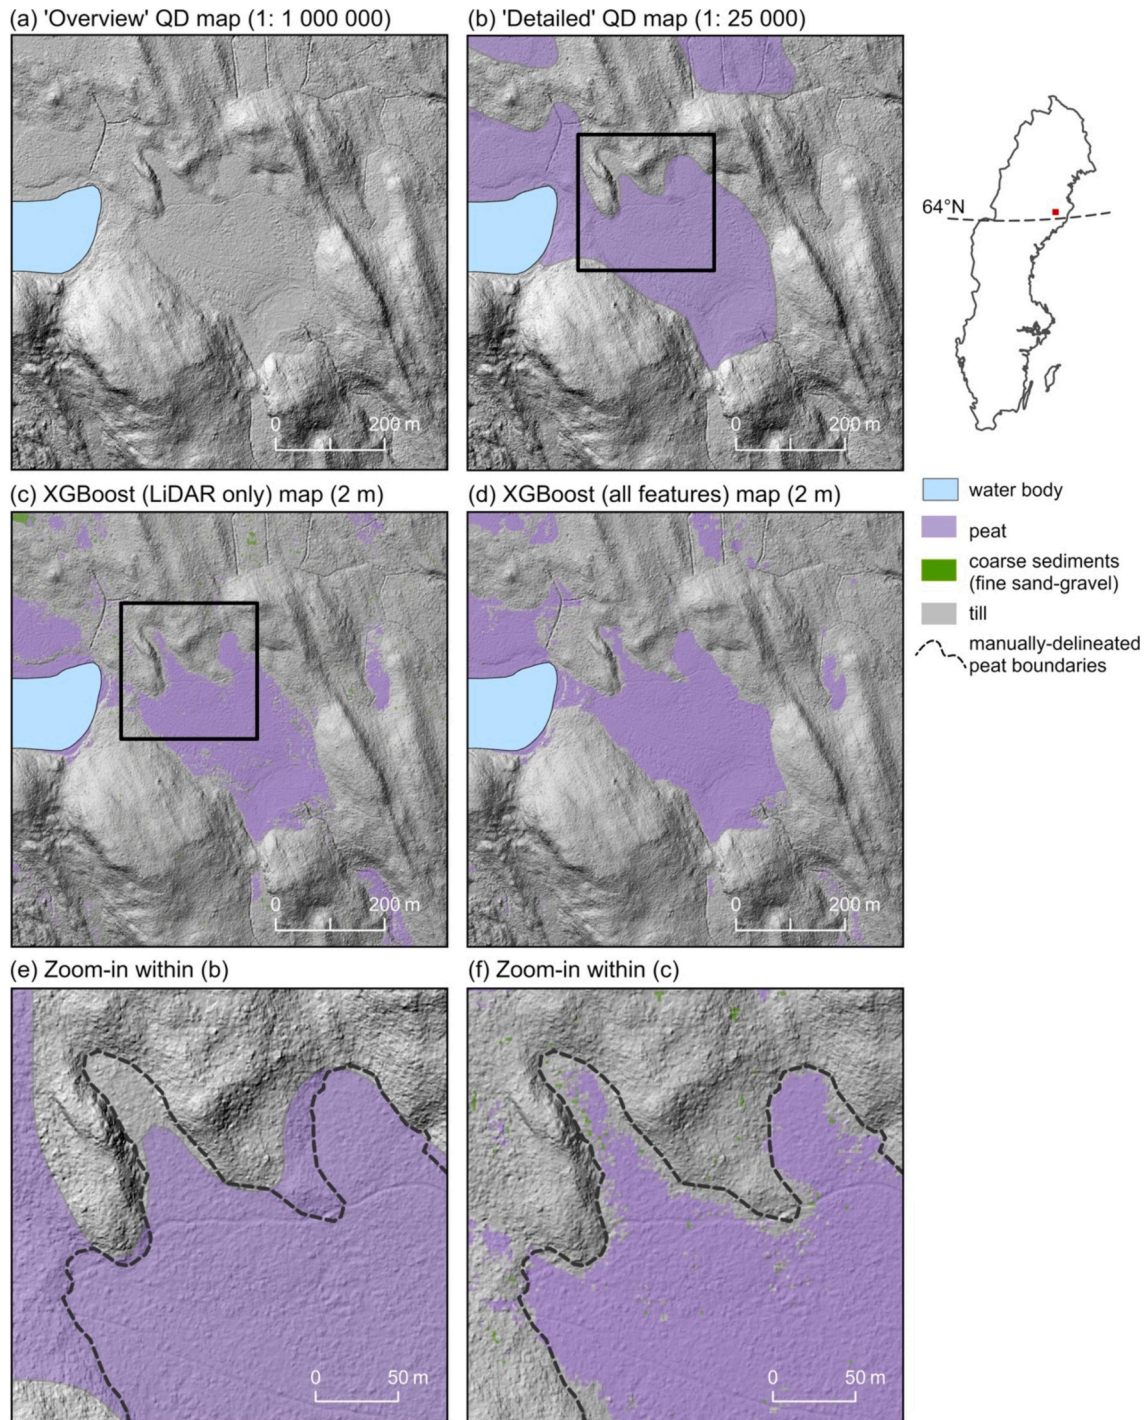 (a) 'Overview' QD map (1: 1 000 000)
(b) 'Detailed' QD map (1: 25 000)
0 200 m
0 200 m
64°N
(c) XGBoost (LiDAR only) map (2 m)
(d) XGBoost (all features) map (2 m)
water body
peat
coarse sediments
(fine sand-gravel)
till
manually-delineated
peat boundaries
0 200 m
0 200 m
(e) Zoom-in within (b)
(f) Zoom-in within (c)
0 50 m
0 50 m